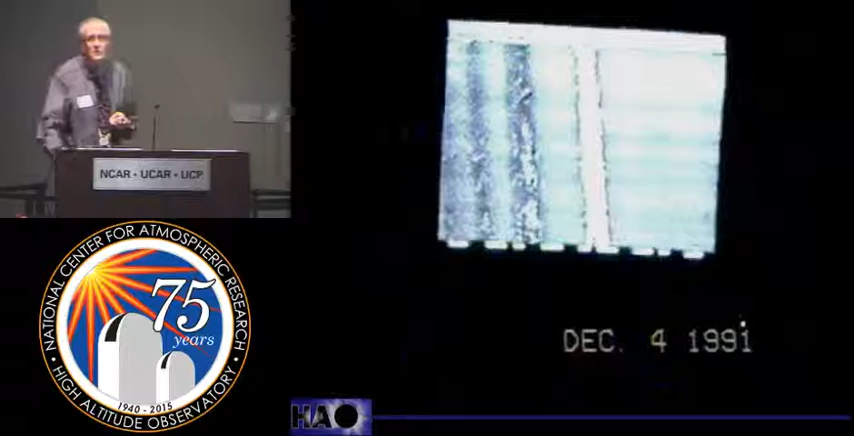 NCAR • UCAR • UCP
NATIONAL CENTER FOR ATMOSPHERIC RESEARCH
75
years
1940 - 2015
• HIGH ALTITUDE OBSERVATORY •
HAO
DEC. 4 1991